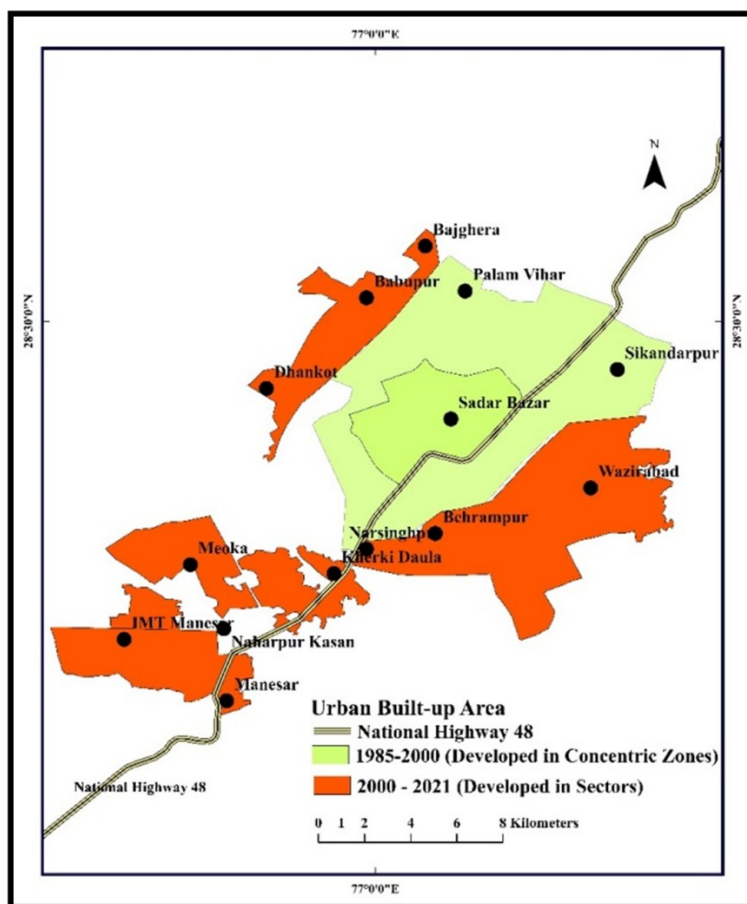 77°0'0"E
N
Bajghera
Palam Vihar
Babupur
28°30'0"N
28°30'0"N
Sikandarpur
Dhankot
Sadar Bazar
Wazirabad
Behrampur
Narsinghp
Kherki Daula
Meoka
IMT Manesar
Naharpur Kasan
Manesar
Urban Built-up Area
National Highway 48
1985-2000 (Developed in Concentric Zones)
2000 - 2021 (Developed in Sectors)
National Highway 48
0 1 2 4 6 8 Kilometers
77°0'0"E